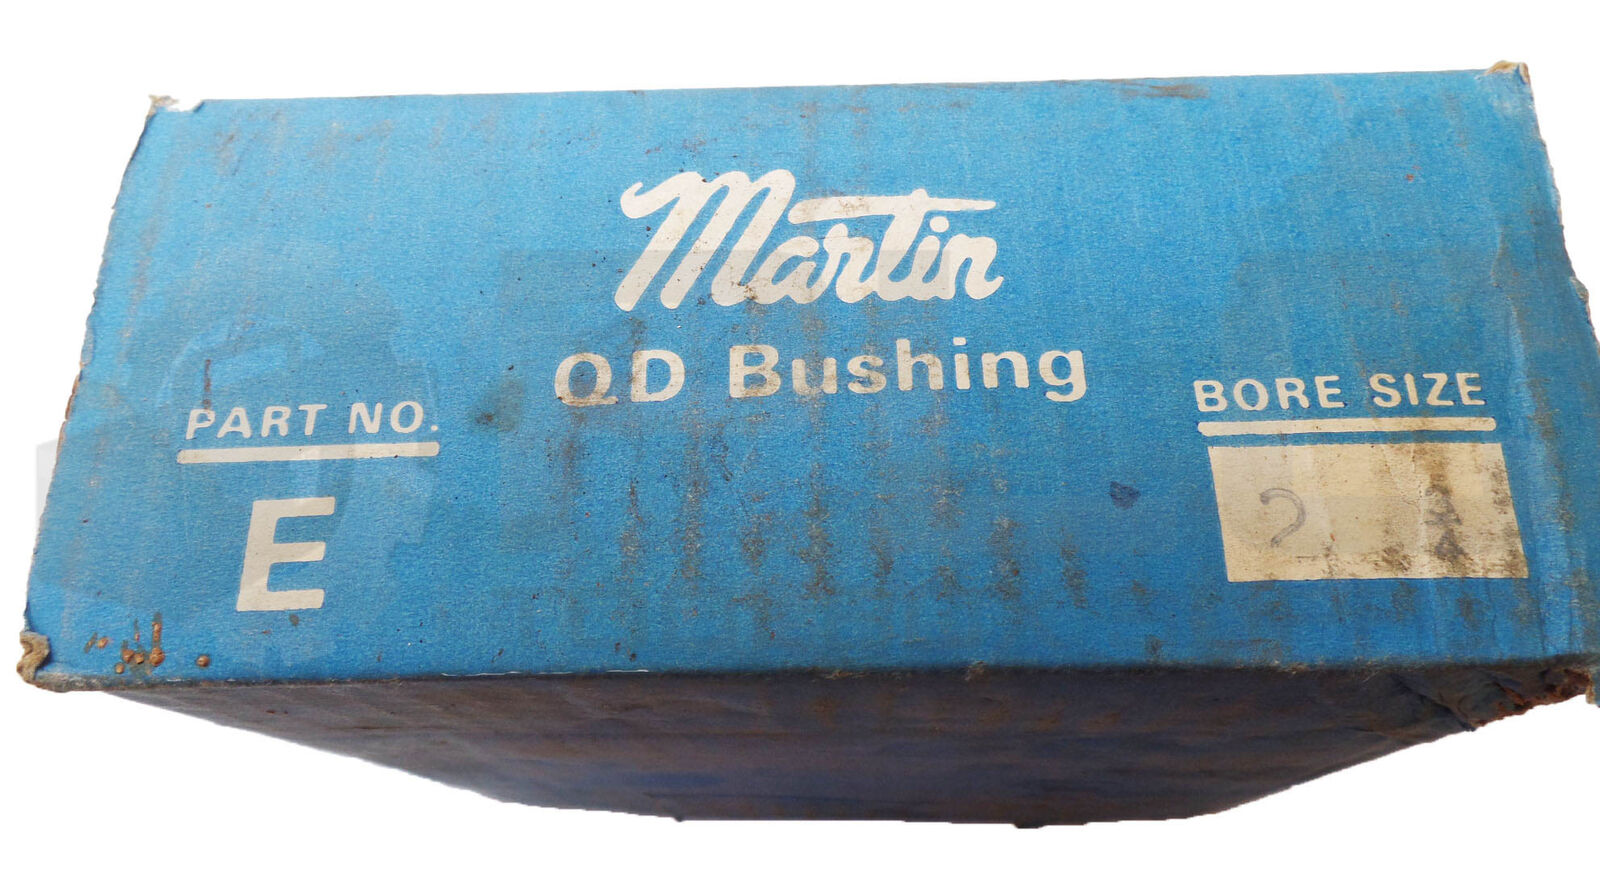 Martin
QD Bushing
PART NO.
E
BORE SIZE
2